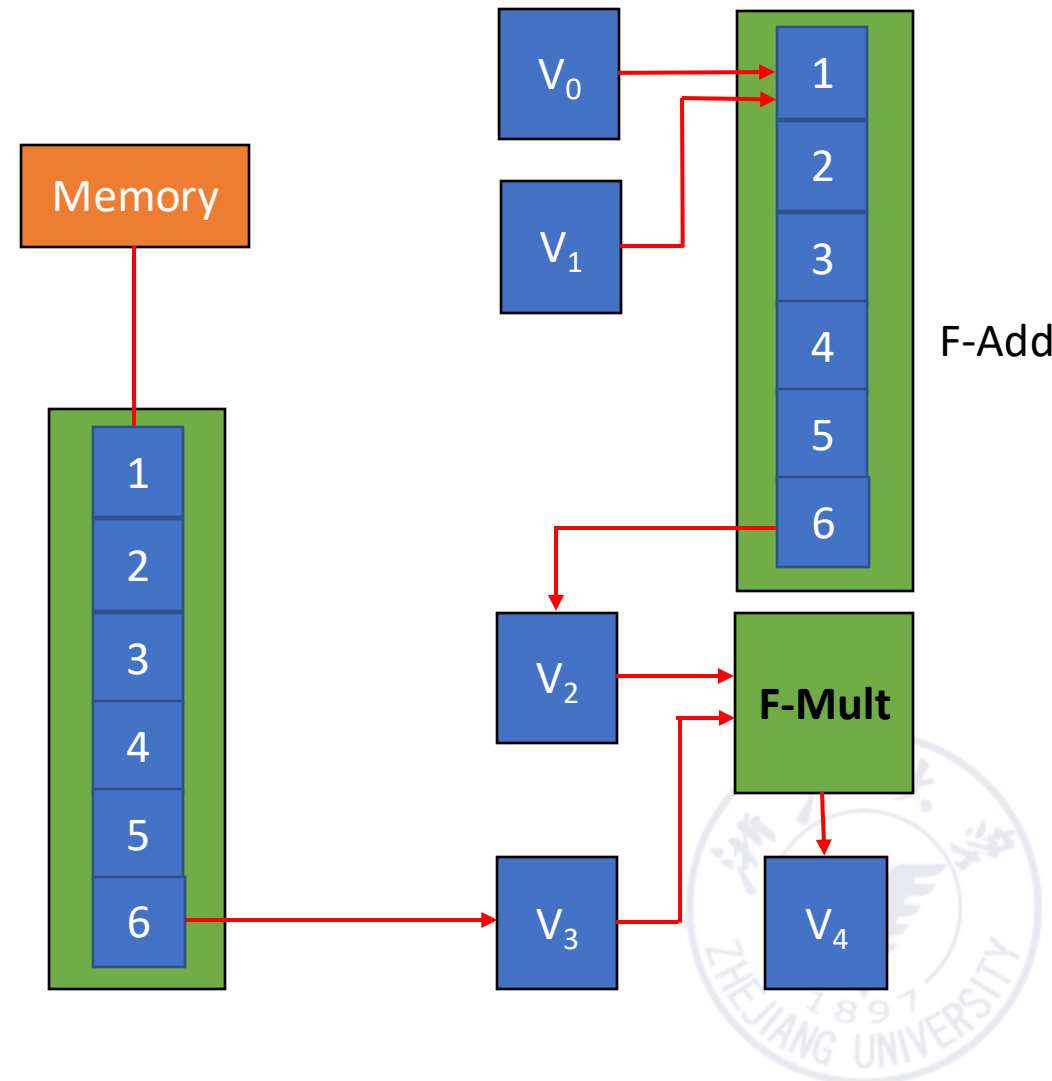 Memory
1
2
3
4
5
6
V₀
V₁
1
2
3
4
5
6
F-Add
V₂
F-Mult
V₃
V₄
1897
ZHEJIANG UNIVERSITY